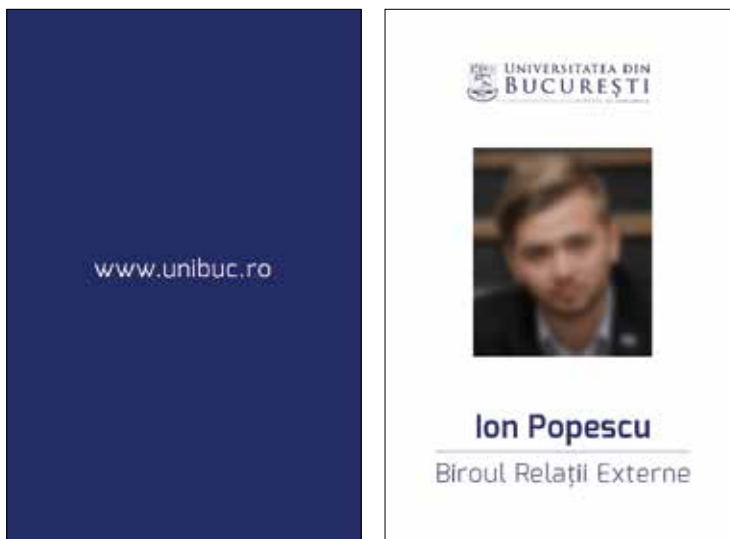 www.unibuc.ro
UNIVERSITATEA DIN
BUCUREȘTI
Ion Popescu
Biroul Relații Externe